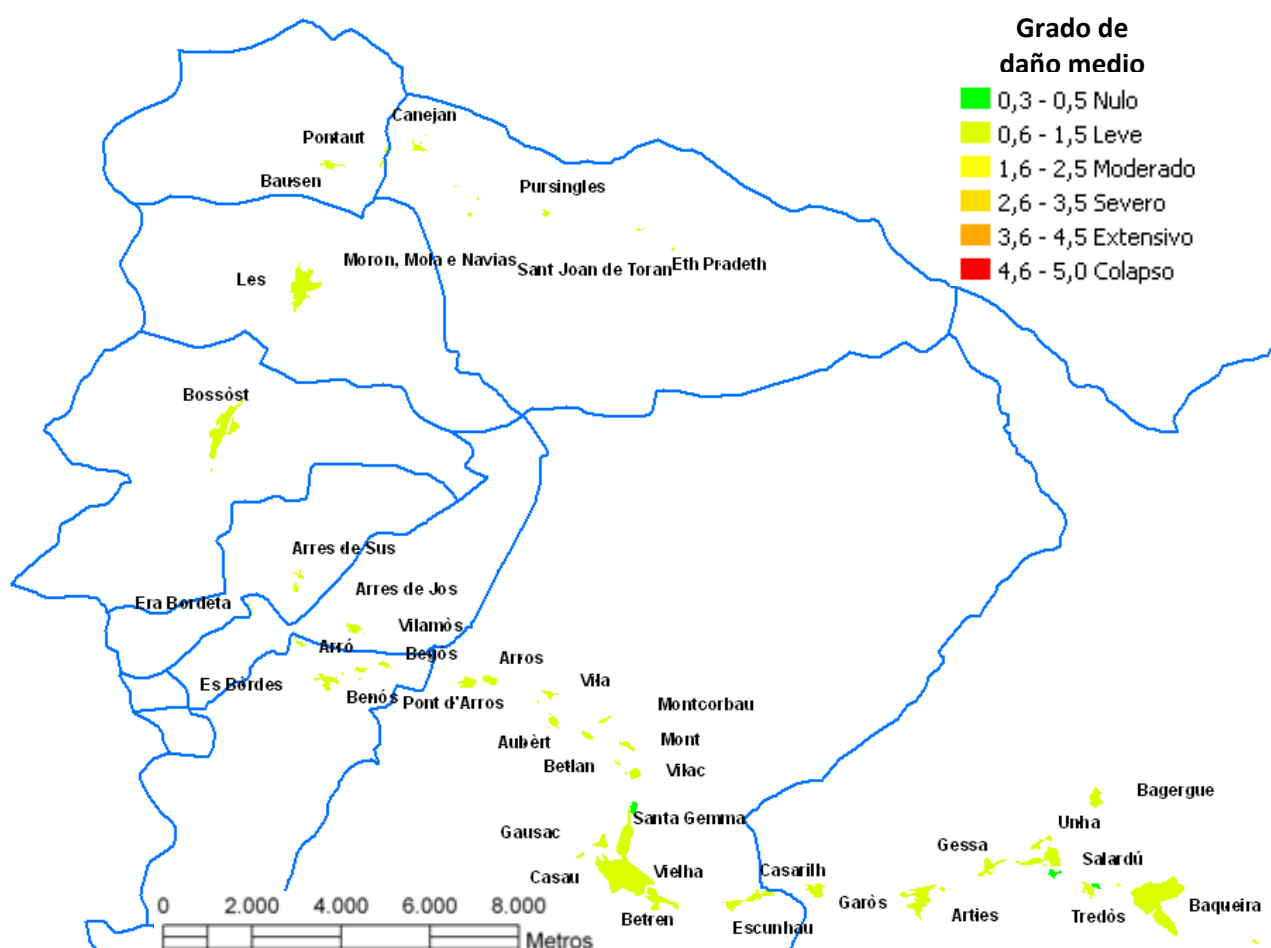 Grado de
daño medio
0,3 - 0,5 Nulo
0,6 - 1,5 Leve
1,6 - 2,5 Moderado
2,6 - 3,5 Severo
3,6 - 4,5 Extensivo
4,6 - 5,0 Colapso
Canejan
Pontaut
Bausen
Pursingles
Moron, Mola e Navias
Sant Joan de Toran
Eth Pradeth
Les
Bossòst
Arres de Sus
Arres de Jos
Era Bordeta
Vilamòs
Arró
Begós
Arros
Es Bòrdes
Benós
Pont d'Arros
Vila
Montcorbau
Aubèrt
Mont
Betlan
Vilac
Bagergue
Santa Gemma
Unha
Gausac
Gessa
Salardú
Casau
Vielha
Casarilh
Garòs
Arties
Tredòs
Baqueira
Betren
Escunhau
0 2.000 4.000 6.000 8.000
Metros